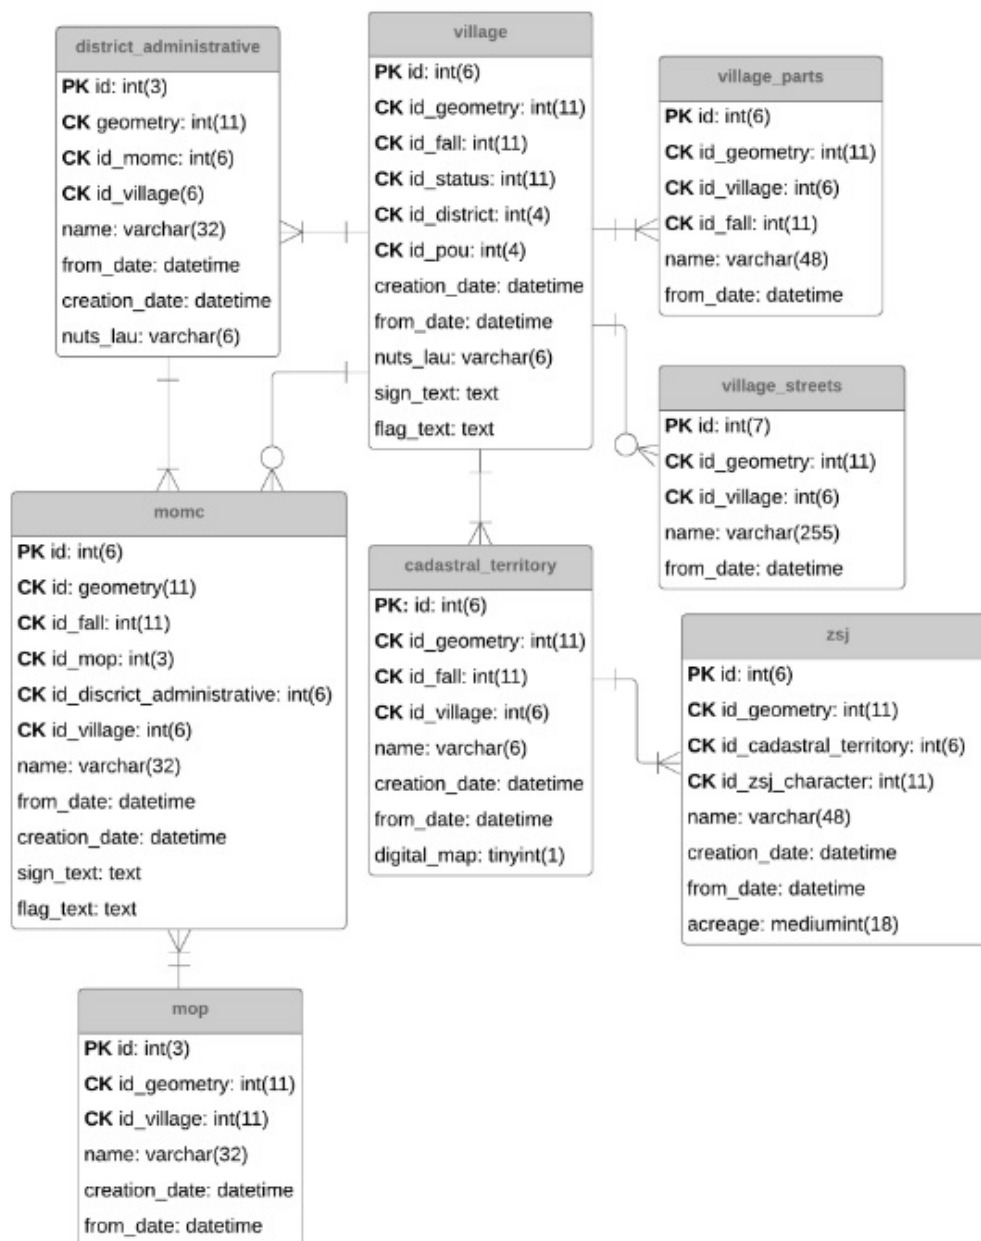 district_administrative
PK id: int(3)
CK geometry: int(11)
CK id_momc: int(6)
CK id_village(6)
name: varchar(32)
from_date: datetime
creation_date: datetime
nuts_lau: varchar(6)
village
PK id: int(6)
CK id_geometry: int(11)
CK id_fall: int(11)
CK id_status: int(11)
CK id_district: int(4)
CK id_pou: int(4)
creation_date: datetime
from_date: datetime
nuts_lau: varchar(6)
sign_text: text
flag_text: text
village_parts
PK id: int(6)
CK id_geometry: int(11)
CK id_village: int(6)
CK id_fall: int(11)
name: varchar(48)
from_date: datetime
village_streets
PK id: int(7)
CK id_geometry: int(11)
CK id_village: int(6)
name: varchar(255)
from_date: datetime
momc
PK id: int(6)
CK id: geometry(11)
CK id_fall: int(11)
CK id_mop: int(3)
CK id_discrict_administrative: int(6)
CK id_village: int(6)
name: varchar(32)
from_date: datetime
creation_date: datetime
sign_text: text
flag_text: text
cadastral_territory
PK: id: int(6)
CK id_geometry: int(11)
CK id_fall: int(11)
CK id_village: int(6)
name: varchar(6)
creation_date: datetime
from_date: datetime
digital_map: tinyint(1)
zsj
PK id: int(6)
CK id_geometry: int(11)
CK id_cadastral_territory: int(6)
CK id_zsj_character: int(11)
name: varchar(48)
creation_date: datetime
from_date: datetime
acreage: mediumint(18)
mop
PK id: int(3)
CK id_geometry: int(11)
CK id_village: int(11)
name: varchar(32)
creation_date: datetime
from_date: datetime